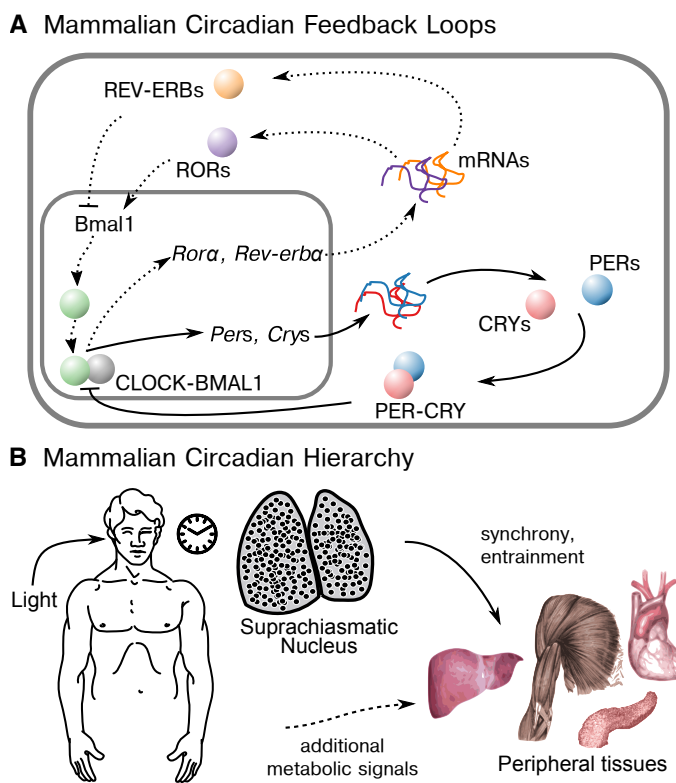 A Mammalian Circadian Feedback Loops
REV-ERBs
RORs
mRNAs
Bmal1
Rorα, Rev-erbα
PERs
CRYs
Pers, Crys
CLOCK-BMAL1
PER-CRY
B Mammalian Circadian Hierarchy
Light
Suprachiasmatic
Nucleus
synchrony,
entrainment
additional
metabolic signals
Peripheral tissues